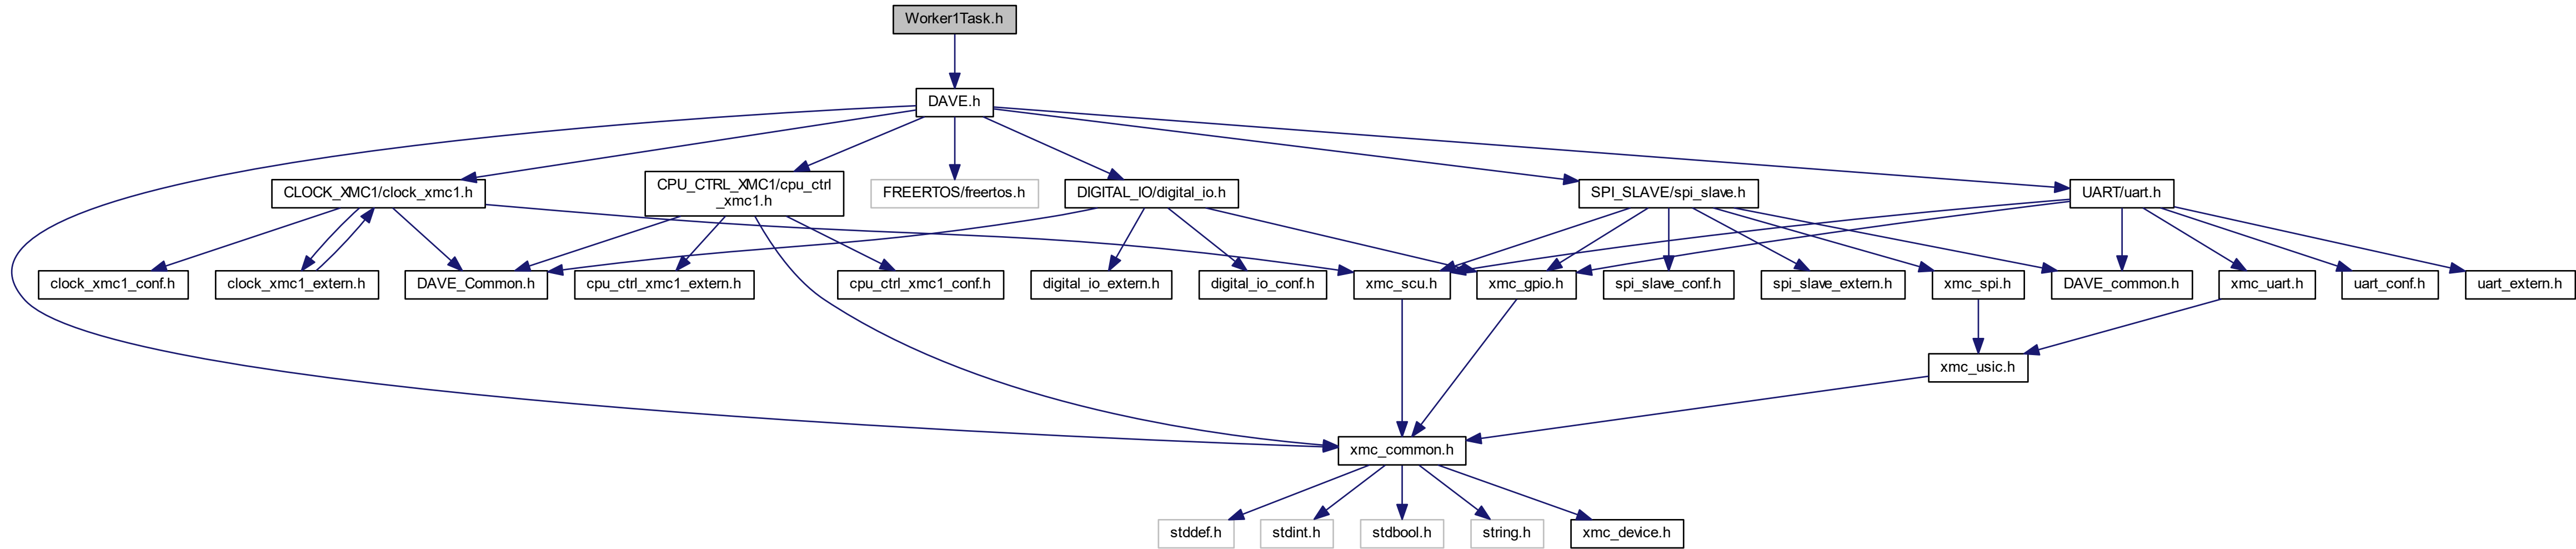 Worker1Task.h
DAVE.h
CLOCK_XMC1/clock_xmc1.h
CPU_CTRL_XMC1/cpu_ctrl
_xmc1.h
FREERTOS/freertos.h
DIGITAL_IO/digital_io.h
SPI_SLAVE/spi_slave.h
UART/uart.h
clock_xmc1_conf.h
clock_xmc1_extern.h
DAVE_Common.h
cpu_ctrl_xmc1_extern.h
cpu_ctrl_xmc1_conf.h
digital_io_extern.h
digital_io_conf.h
xmc_scu.h
xmc_gpio.h
spi_slave_conf.h
spi_slave_extern.h
xmc_spi.h
DAVE_common.h
xmc_uart.h
uart_conf.h
uart_extern.h
xmc_usic.h
xmc_common.h
stddef.h
stdint.h
stdbool.h
string.h
xmc_device.h